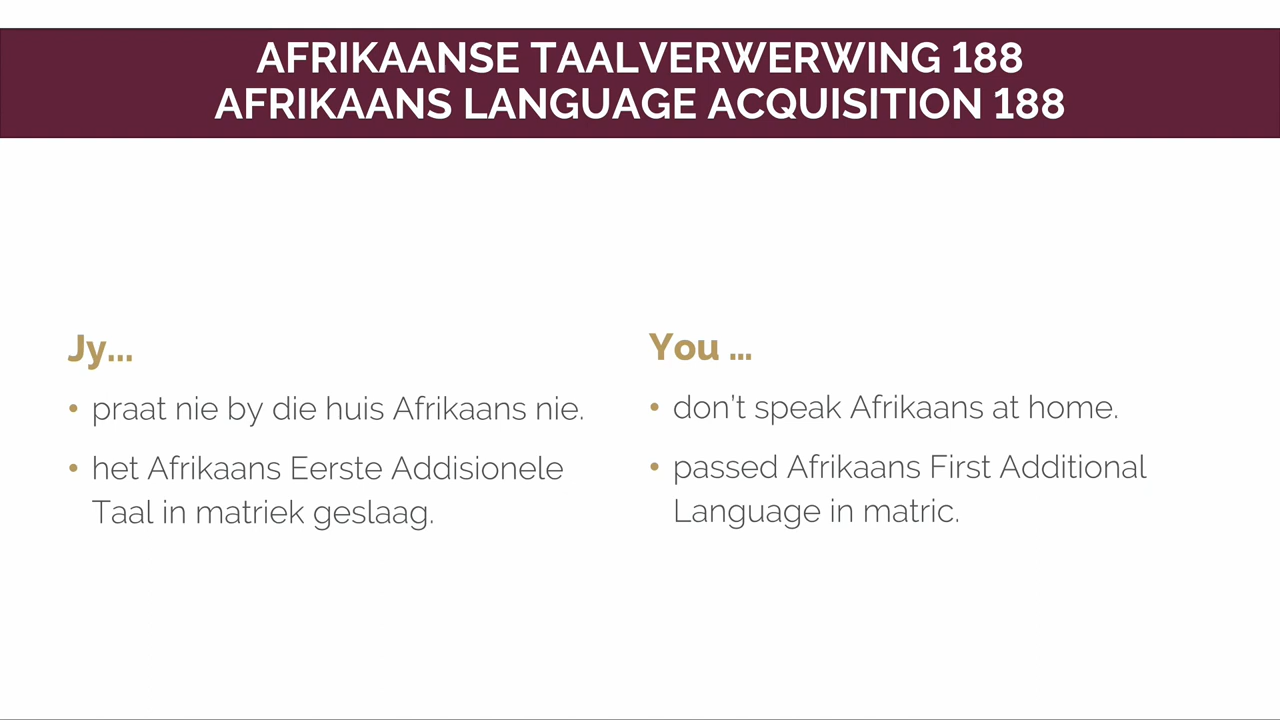 AFRIKAANSE TAALVERWERWING 188
AFRIKAANS LANGUAGE ACQUISITION 188
Jy...
• praat nie by die huis Afrikaans nie.
• het Afrikaans Eerste Addisionele
Taal in matriek geslaag.
You ...
• don't speak Afrikaans at home.
• passed Afrikaans First Additional
Language in matric.